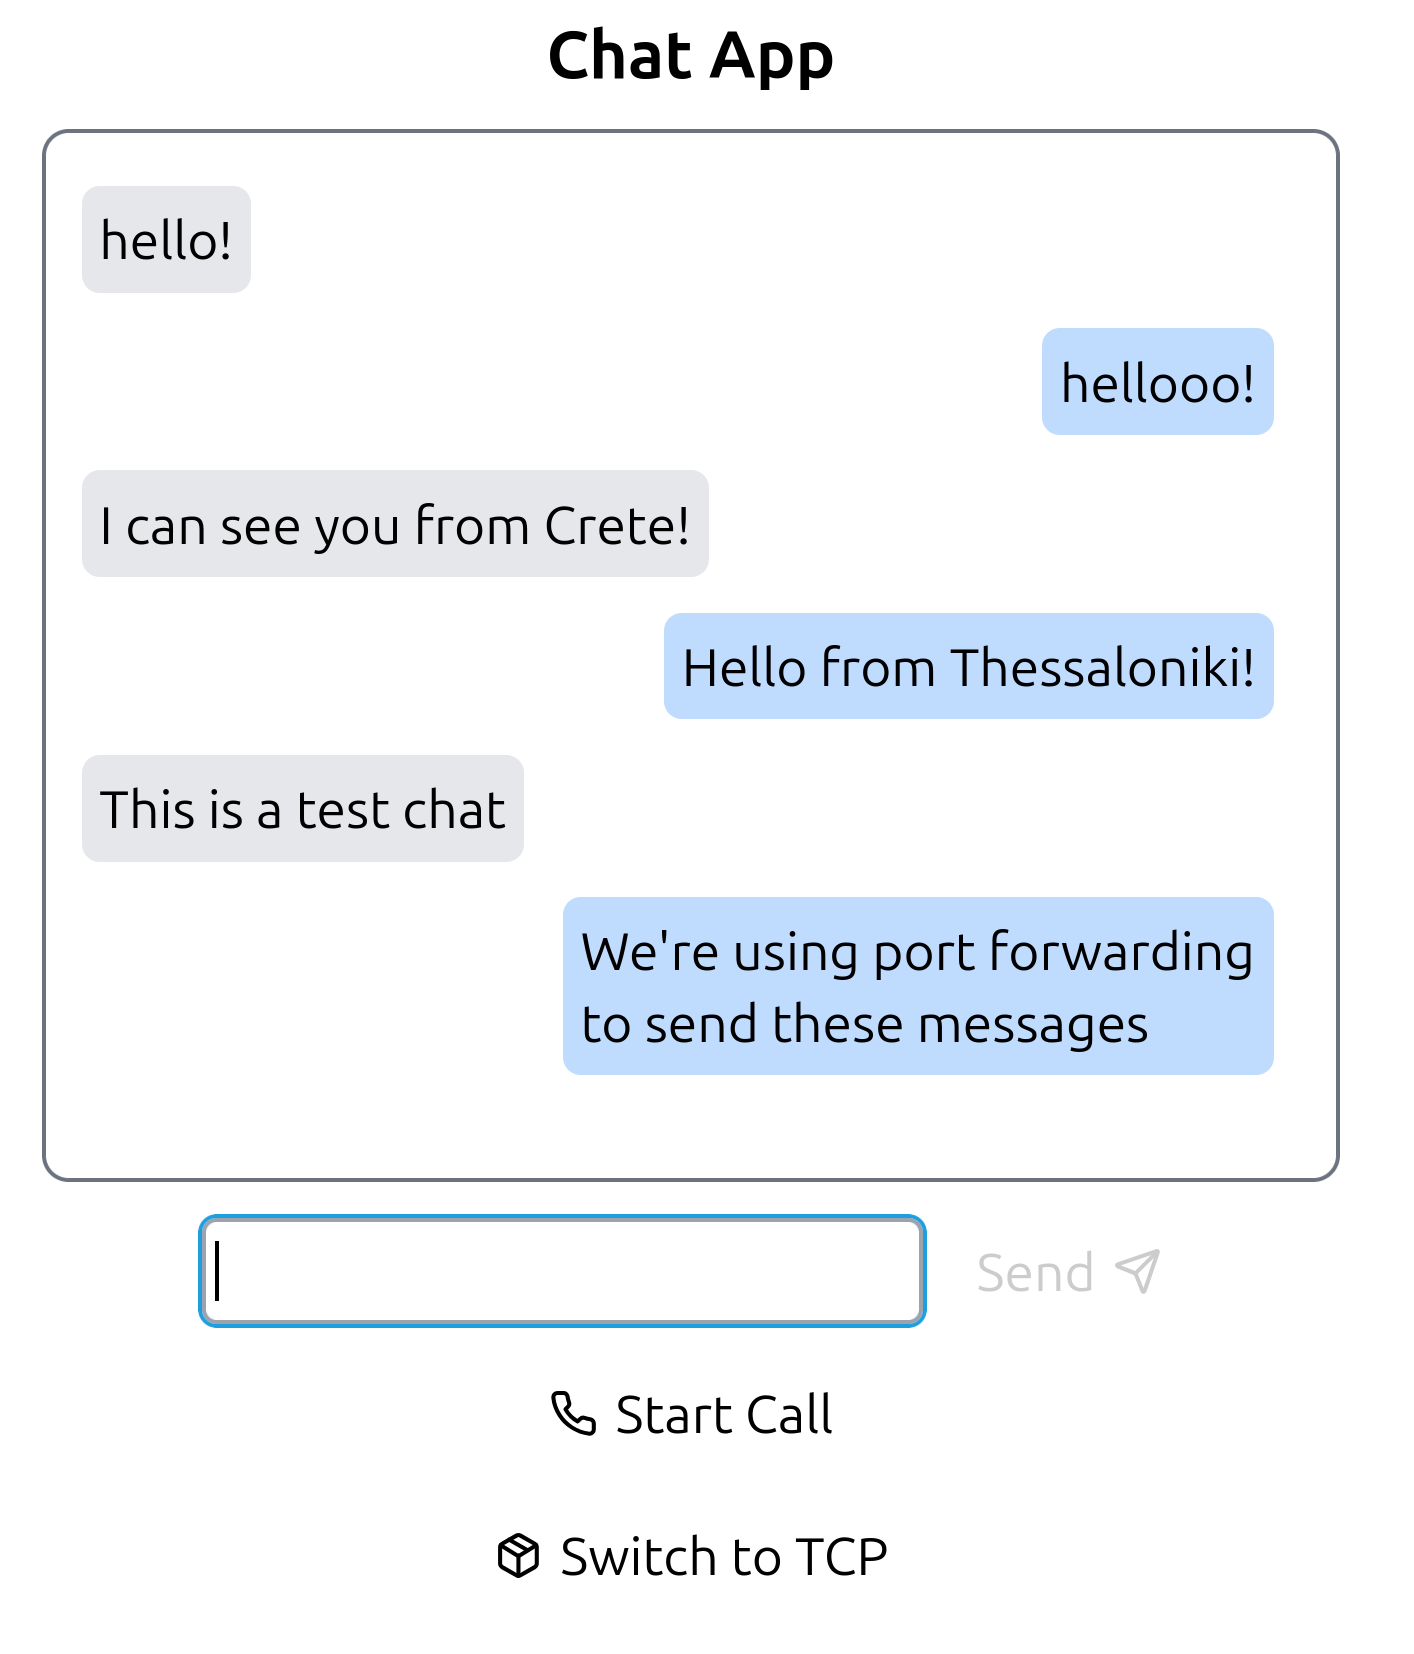 Chat App
hello!
hellooo!
I can see you from Crete!
Hello from Thessaloniki!
This is a test chat
We're using port forwarding
to send these messages
Send
Start Call
Switch to TCP